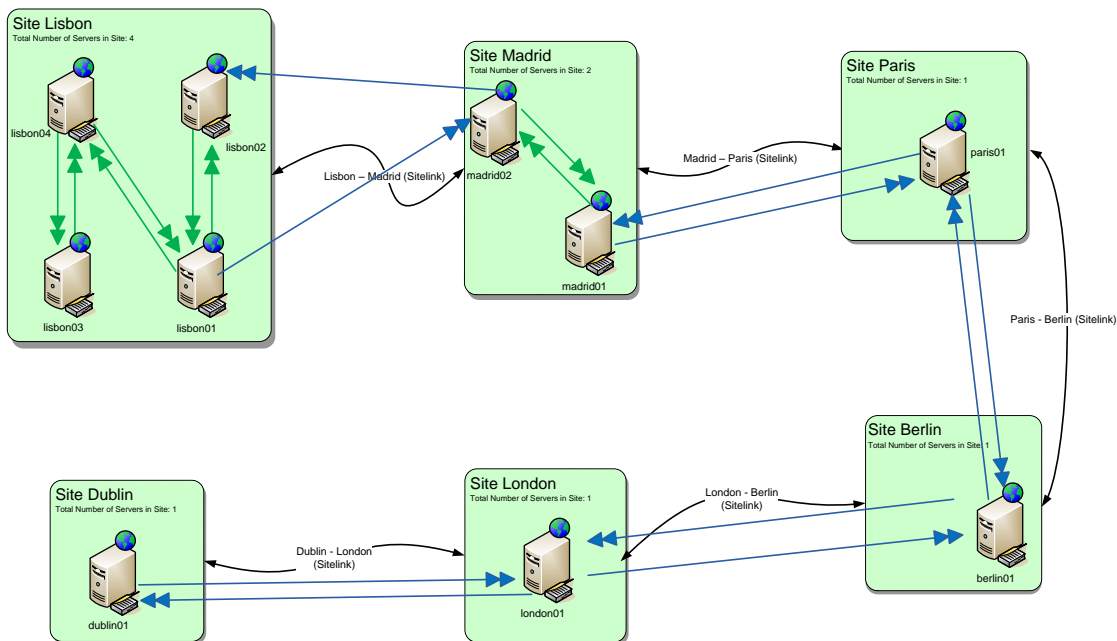 Site Lisbon
Total Number of Servers in Site: 4
lisbon04
lisbon02
lisbon03
lisbon01
Lisbon – Madrid (Sitelink)
Site Madrid
Total Number of Servers in Site: 2
madrid02
madrid01
Madrid – Paris (Sitelink)
Site Paris
Total Number of Servers in Site: 1
paris01
Paris - Berlin (Sitelink)
Site Berlin
Total Number of Servers in Site: 1
berlin01
London - Berlin
(Sitelink)
Site London
Total Number of Servers in Site: 1
london01
Dublin - London
(Sitelink)
Site Dublin
Total Number of Servers in Site: 1
dublin01